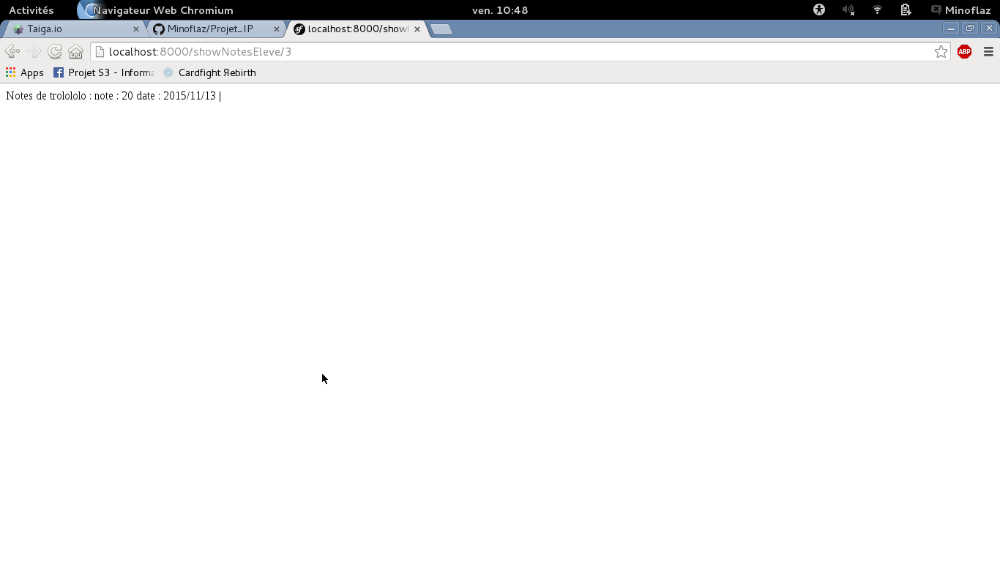 Activités Navigateur Web Chromium ven. 10:48 Minoflaz
Taiga.io Minoflaz/Projet_IP localhost:8000/show
localhost:8000/showNotesEleve/3 ABP
Apps Projet S3 - Informa Cardfight Яebirth
Notes de trolololo : note : 20 date : 2015/11/13 |